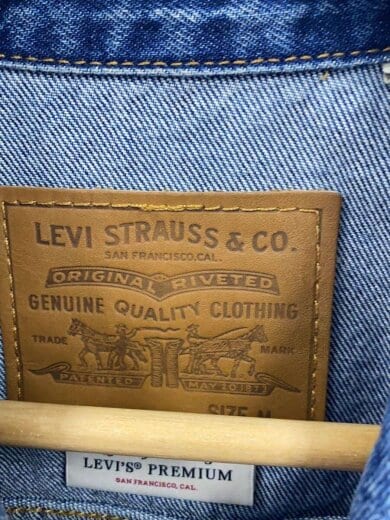 LEVI STRAUSS & CO.
SAN FRANCISCO, CAL.
ORIGINAL RIVETED
GENUINE QUALITY CLOTHING
TRADE MARK
PATENTED MAY 20 1873
SIZE M
LEVI'S® PREMIUM
SAN FRANCISCO, CAL.